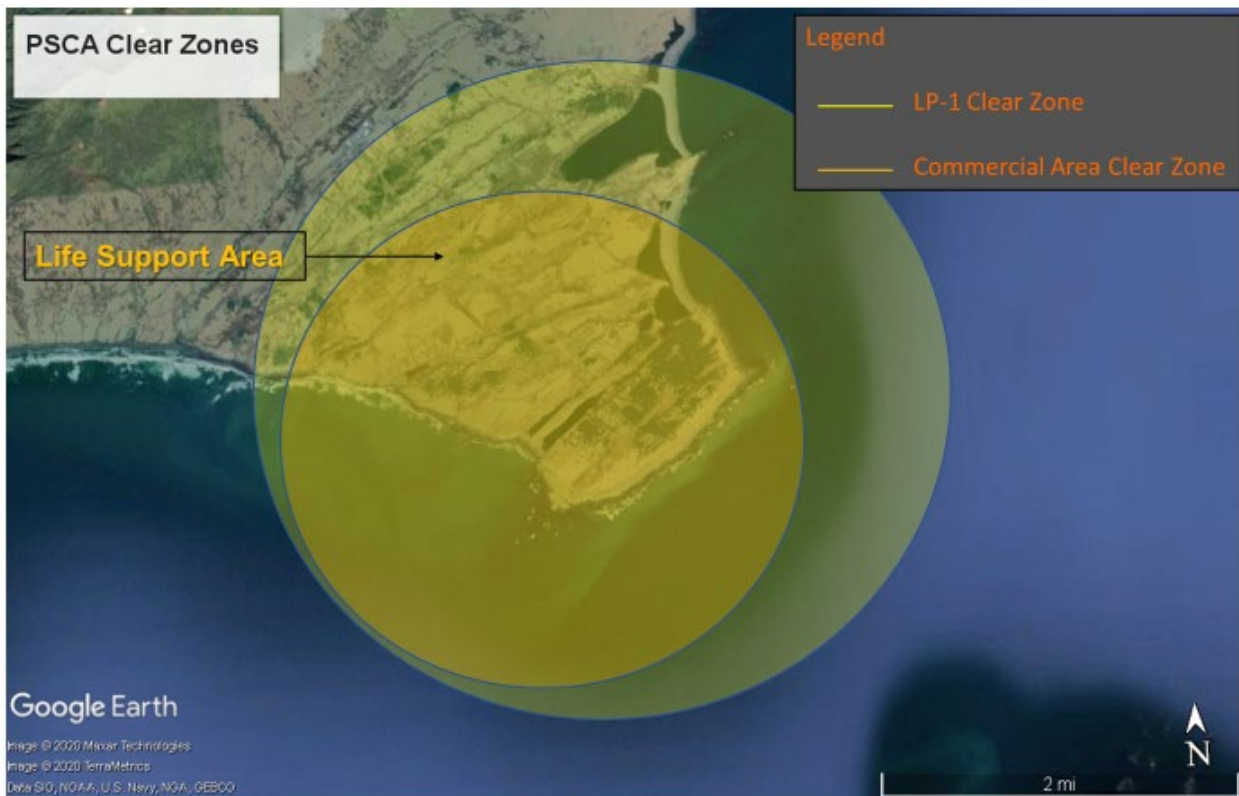 PSCA Clear Zones
Legend
LP-1 Clear Zone
Commercial Area Clear Zone
Life Support Area
Google Earth
Image © 2020 Maxar Technologies
Image © 2020 TerraMetrics
Data SIO, NOAA, U.S. Navy, NGA, GEBCO
N
2 mi